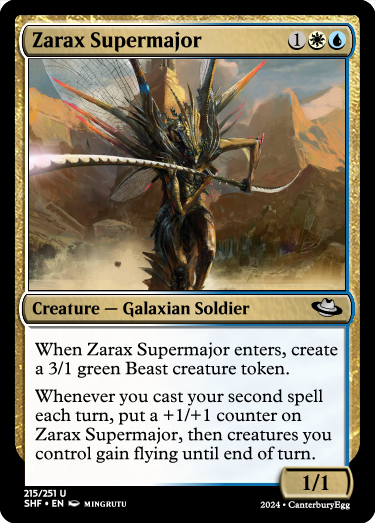 Zarax Supermajor 1
Creature — Galaxian Soldier
When Zarax Supermajor enters, create
a 3/1 green Beast creature token.
Whenever you cast your second spell
each turn, put a +1/+1 counter on
Zarax Supermajor, then creatures you
control gain flying until end of turn.
1/1
215/251 U
SHF • EN MINGRUTU
2024 • CanterburyEgg